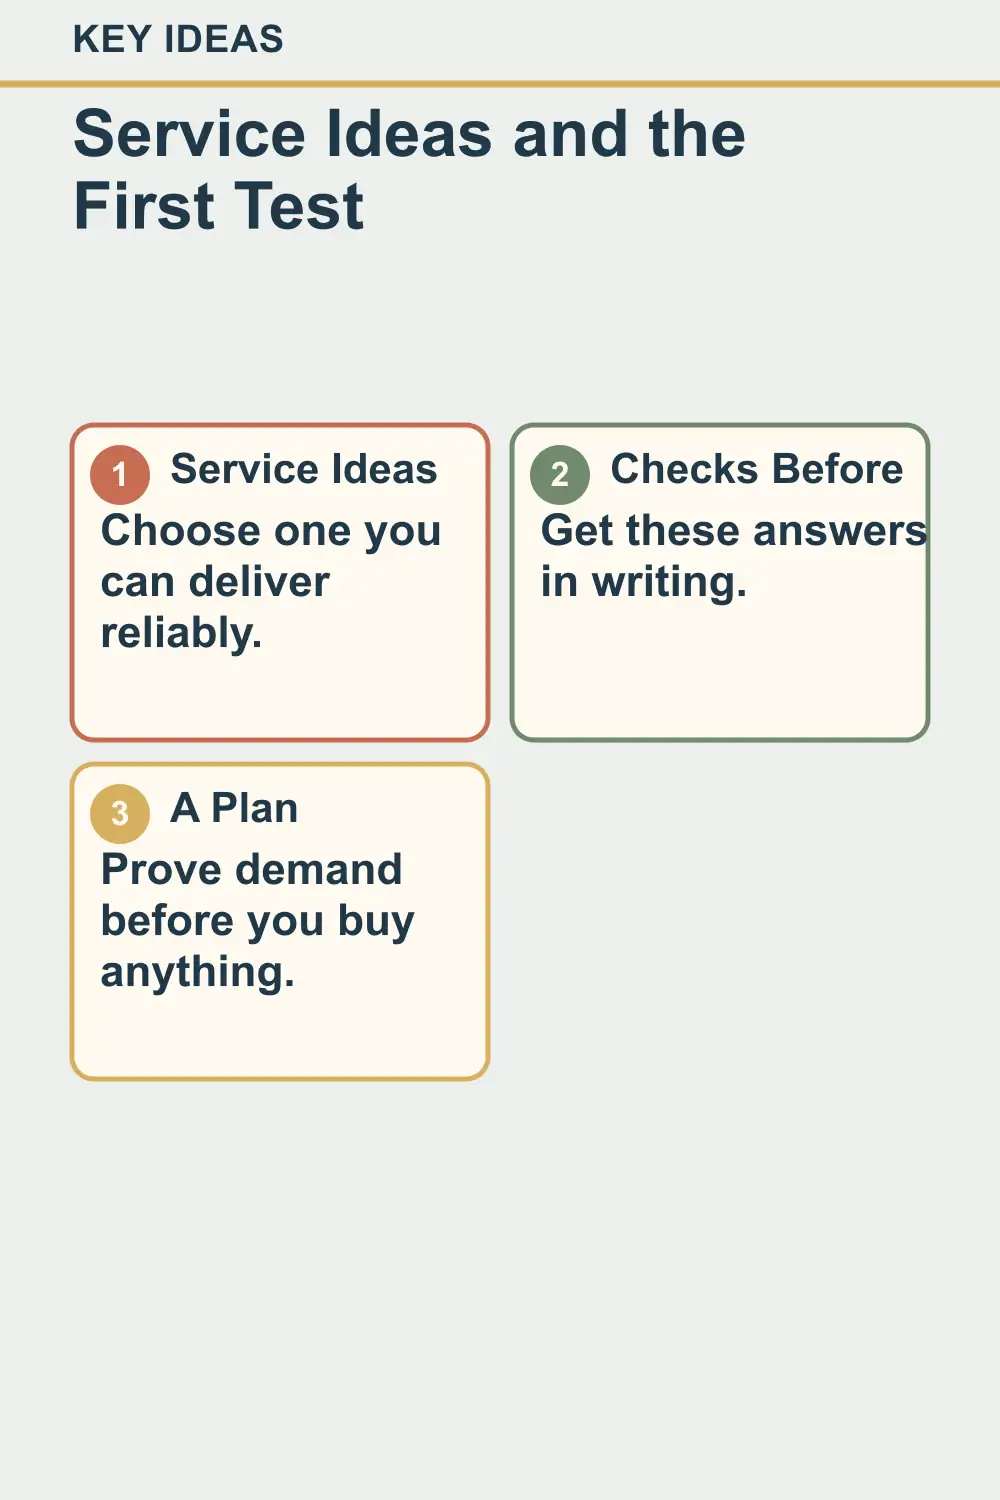 KEY IDEAS
Service Ideas and the
First Test
1 Service Ideas
Choose one you
can deliver
reliably.
2 Checks Before
Get these answers
in writing.
3 A Plan
Prove demand
before you buy
anything.